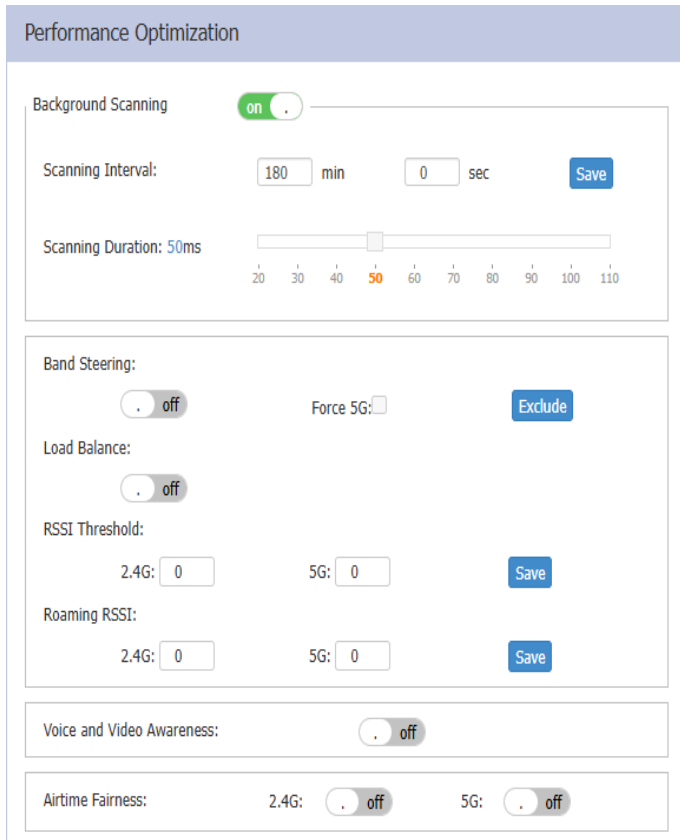 Performance Optimization
Background Scanning on .
Scanning Interval: 180 min 0 sec Save
Scanning Duration: 50ms
20 30 40 50 60 70 80 90 100 110
Band Steering:
. off Force 5G: Exclude
Load Balance:
. off
RSSI Threshold:
2.4G: 0 5G: 0 Save
Roaming RSSI:
2.4G: 0 5G: 0 Save
Voice and Video Awareness: . off
Airtime Fairness: 2.4G: . off 5G: . off